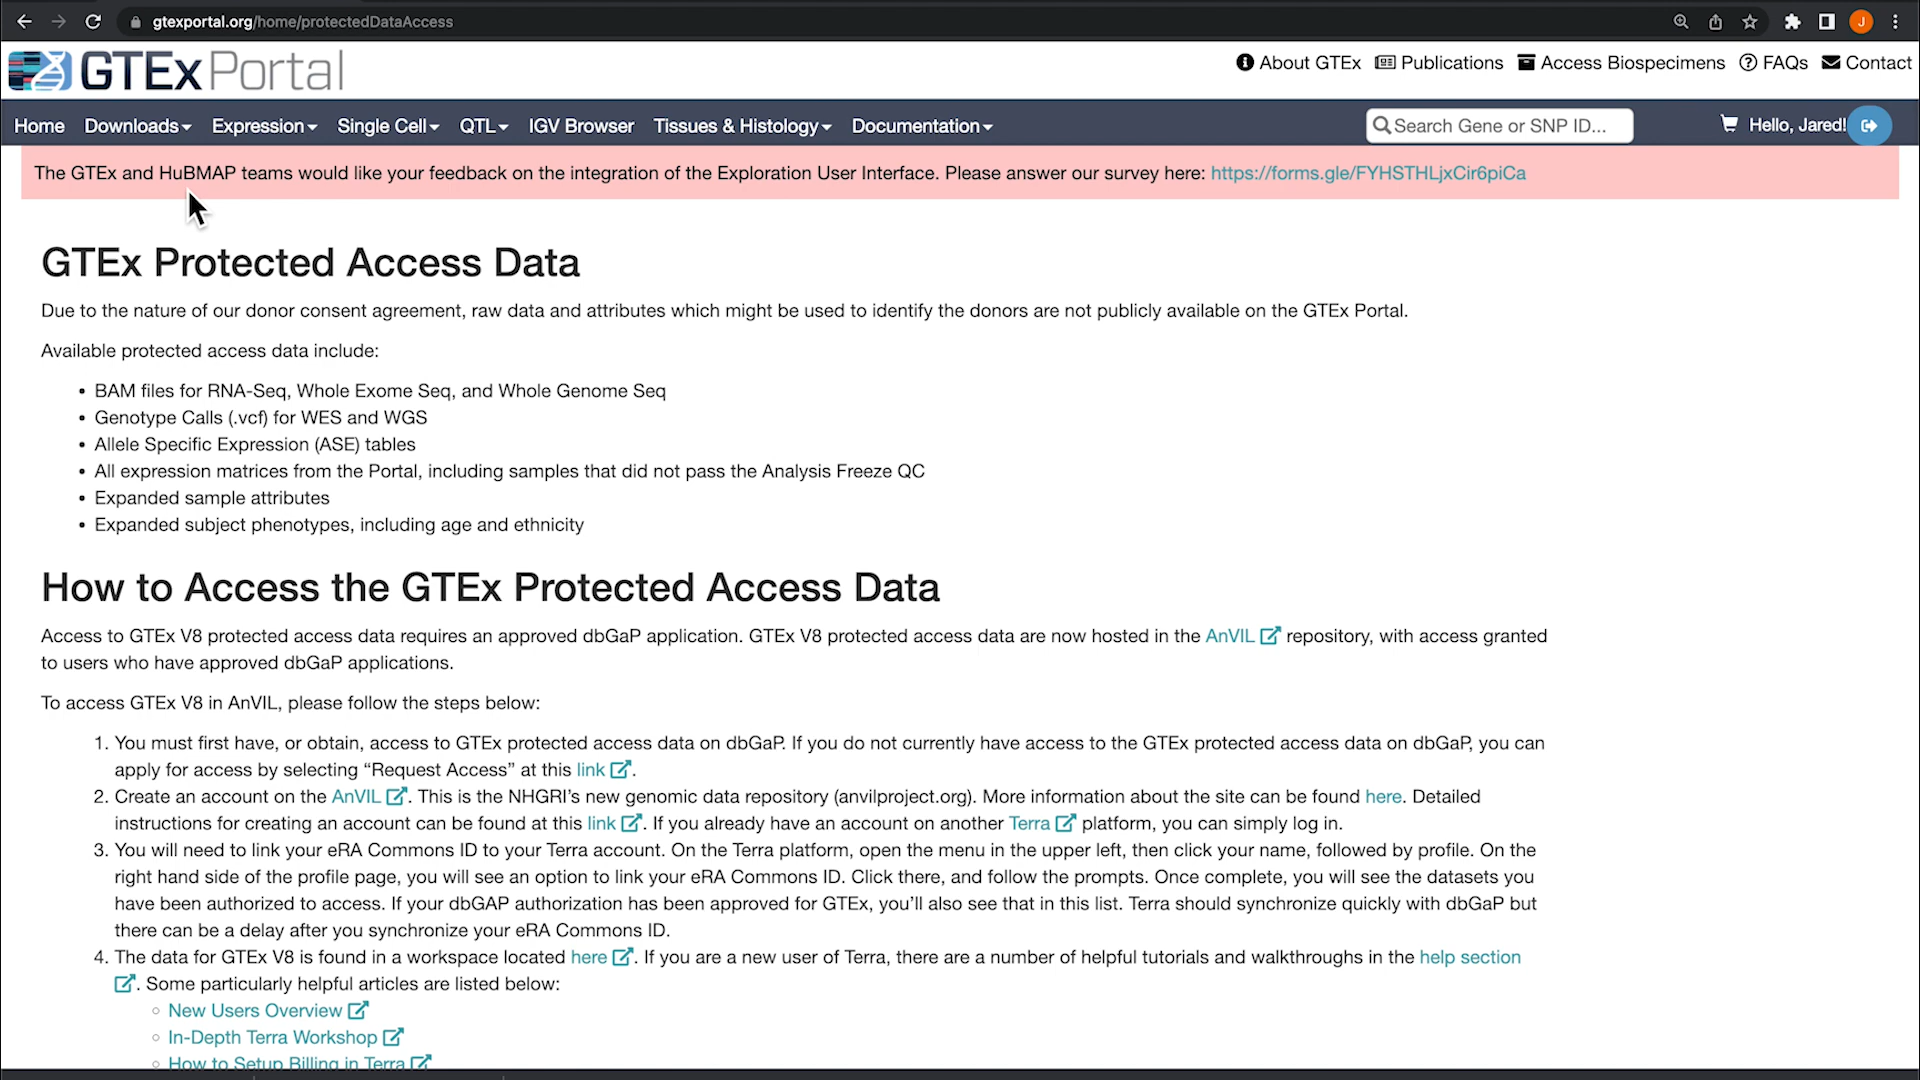 gtexportal.org/home/protectedDataAccess
J
GTEx Portal
About GTEx Publications Access Biospecimens FAQs Contact
Home Downloads Expression Single Cell QTL IGV Browser Tissues & Histology Documentation Search Gene or SNP ID... Hello, Jared!
The GTEx and HuBMAP teams would like your feedback on the integration of the Exploration User Interface. Please answer our survey here: https://forms.gle/FYHSTHLjxCir6piCa
GTEx Protected Access Data
Due to the nature of our donor consent agreement, raw data and attributes which might be used to identify the donors are not publicly available on the GTEx Portal.
Available protected access data include:
• BAM files for RNA-Seq, Whole Exome Seq, and Whole Genome Seq
• Genotype Calls (.vcf) for WES and WGS
• Allele Specific Expression (ASE) tables
• All expression matrices from the Portal, including samples that did not pass the Analysis Freeze QC
• Expanded sample attributes
• Expanded subject phenotypes, including age and ethnicity
How to Access the GTEx Protected Access Data
Access to GTEx V8 protected access data requires an approved dbGaP application. GTEx V8 protected access data are now hosted in the AnVIL repository, with access granted
to users who have approved dbGaP applications.
To access GTEx V8 in AnVIL, please follow the steps below:
1. You must first have, or obtain, access to GTEx protected access data on dbGaP. If you do not currently have access to the GTEx protected access data on dbGaP, you can
apply for access by selecting “Request Access” at this link.
2. Create an account on the AnVIL. This is the NHGRI’s new genomic data repository (anvilproject.org). More information about the site can be found here. Detailed
instructions for creating an account can be found at this link. If you already have an account on another Terra platform, you can simply log in.
3. You will need to link your eRA Commons ID to your Terra account. On the Terra platform, open the menu in the upper left, then click your name, followed by profile. On the
right hand side of the profile page, you will see an option to link your eRA Commons ID. Click there, and follow the prompts. Once complete, you will see the datasets you
have been authorized to access. If your dbGAP authorization has been approved for GTEx, you’ll also see that in this list. Terra should synchronize quickly with dbGaP but
there can be a delay after you synchronize your eRA Commons ID.
4. The data for GTEx V8 is found in a workspace located here. If you are a new user of Terra, there are a number of helpful tutorials and walkthroughs in the help section
. Some particularly helpful articles are listed below:
New Users Overview
In-Depth Terra Workshop
How to Setup Billing in Terra